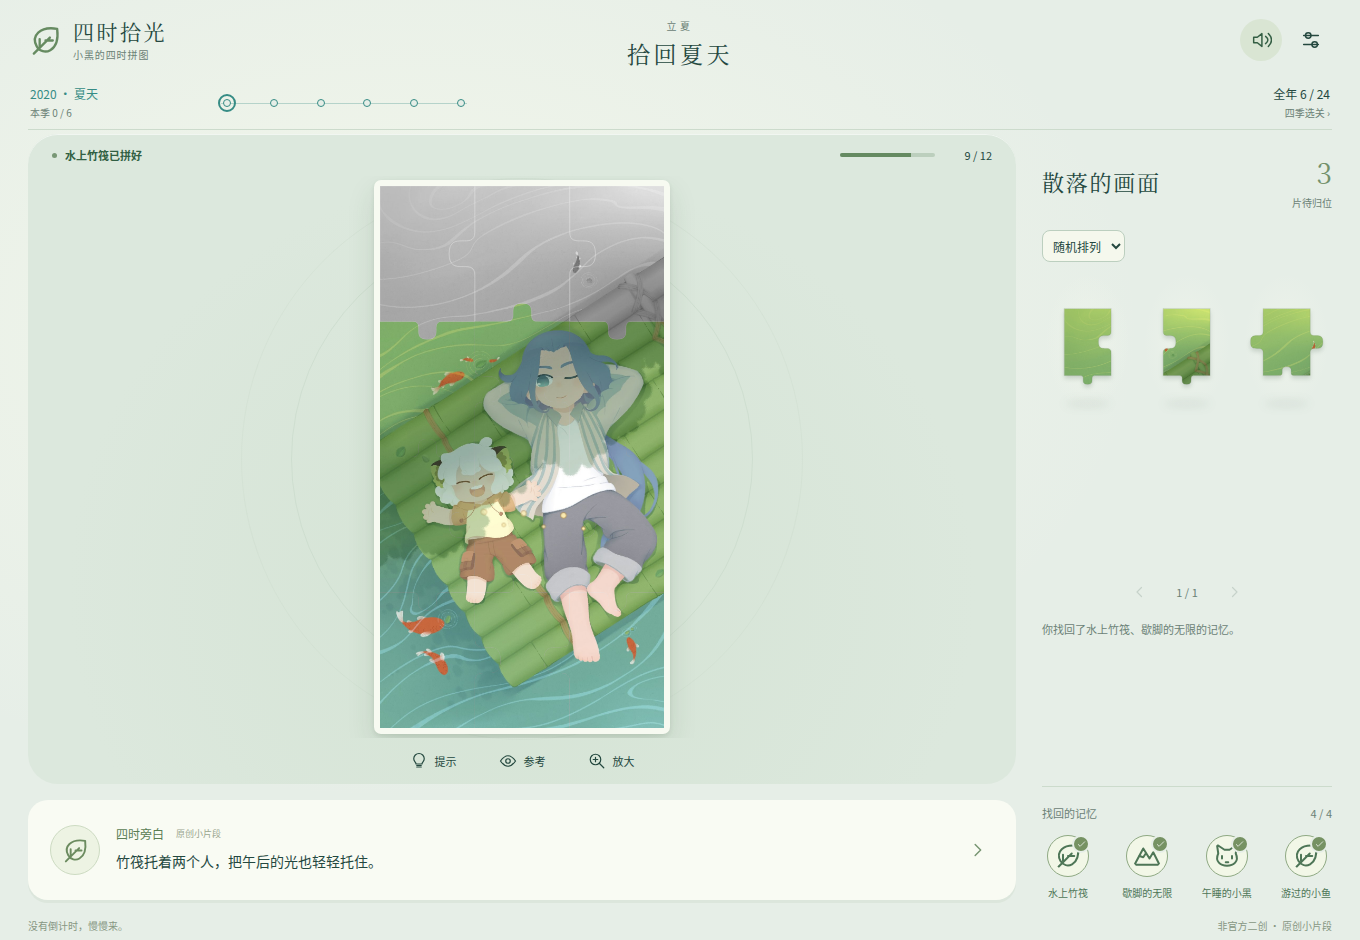 四时拾光
小黑的四时拼图
立夏
拾回夏天
2020 · 夏天
本季 0 / 6
全年 6 / 24
四季选关 ›
水上竹筏已拼好
9 / 12
散落的画面
3
片待归位
随机排列
1 / 1
你找回了水上竹筏、歇脚的无限的记忆。
提示
参考
放大
四时旁白
原创小片段
竹筏托着两个人，把午后的光也轻轻托住。
找回的记忆
4 / 4
水上竹筏
歇脚的无限
午睡的小黑
游过的小鱼
没有倒计时，慢慢来。
非官方二创 · 原创小片段